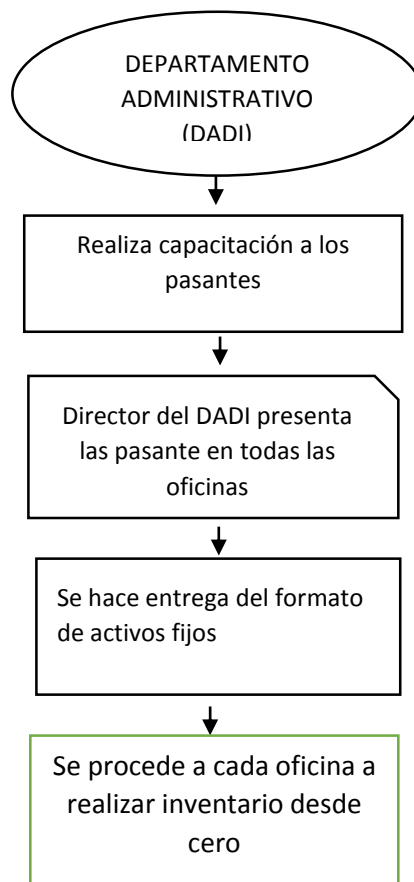 DEPARTAMENTO
ADMINISTRATIVO
(DADI)
Realiza capacitación a los
pasantes
Director del DADI presenta
las pasante en todas las
oficinas
Se hace entrega del formato
de activos fijos
Se procede a cada oficina a
realizar inventario desde
cero